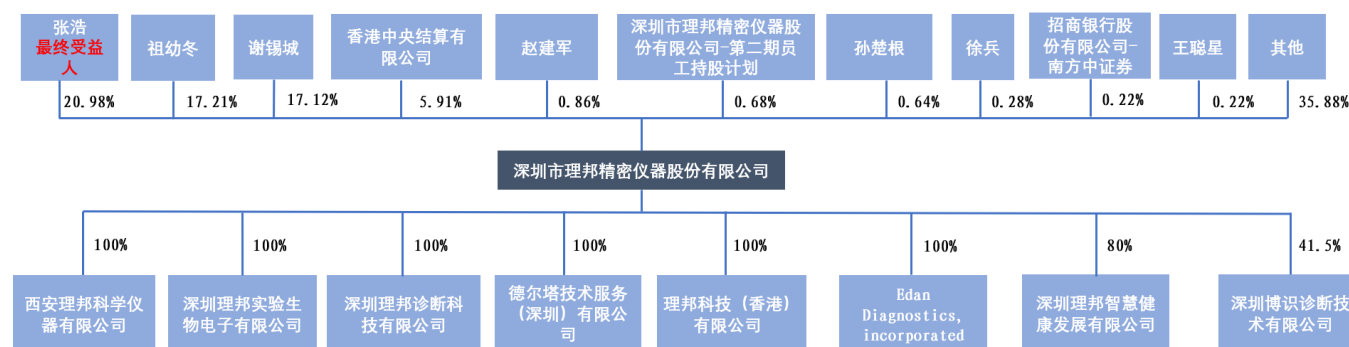 张浩
最终受益
人
祖幼冬
谢锡城
香港中央结算有
限公司
赵建军
深圳市理邦精密仪器股
份有限公司-第二期员
工持股计划
孙楚根
徐兵
招商银行股
份有限公司-
南方中证券
王聪星
其他
20.98%
17.21%
17.12%
5.91%
0.86%
0.68%
0.64%
0.28%
0.22%
0.22%
35.88%
深圳市理邦精密仪器股份有限公司
100%
100%
100%
100%
100%
100%
80%
41.5%
西安理邦科学仪
器有限公司
深圳理邦实验生
物电子有限公司
深圳理邦诊断科
技有限公司
德尔塔技术服务
（深圳）有限公
司
理邦科技（香港）
有限公司
Edan
Diagnostics,
incorporated
深圳理邦智慧健
康发展有限公司
深圳博识诊断技
术有限公司